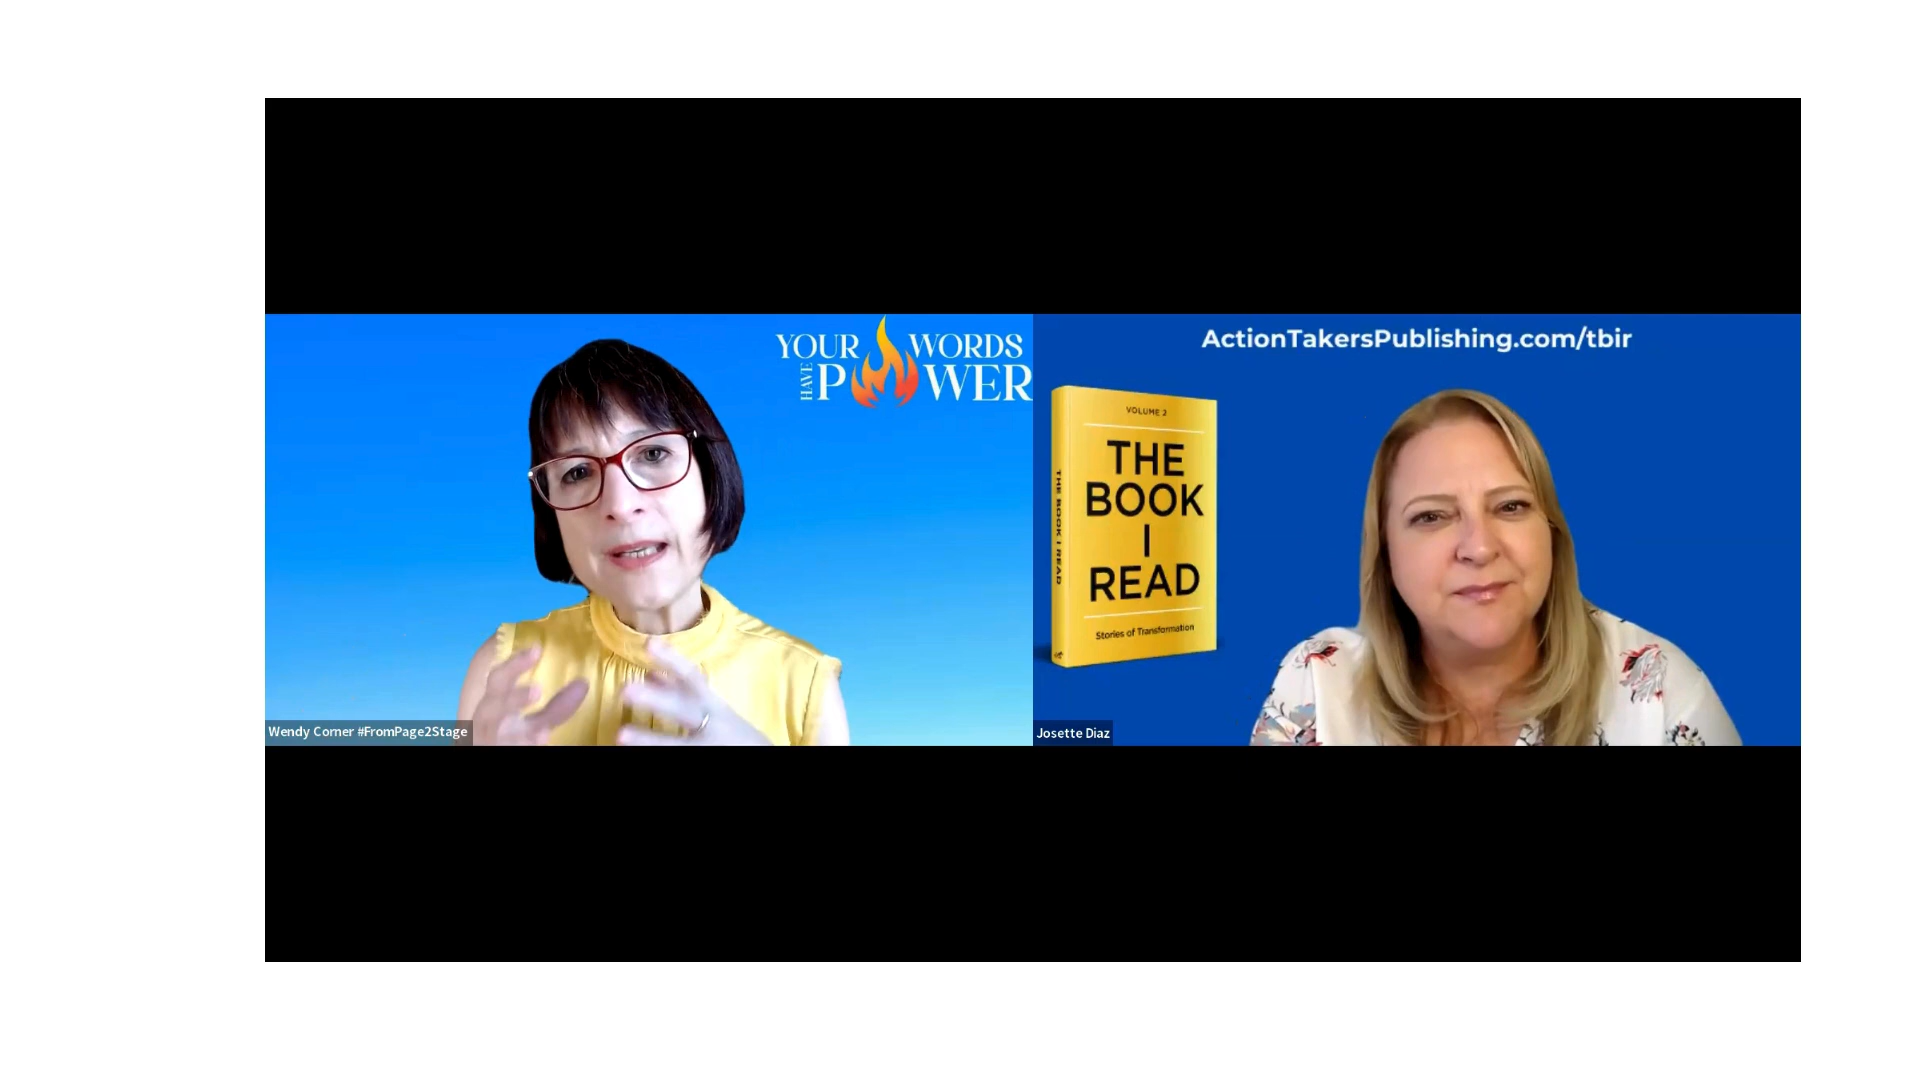 YOUR WORDS
HAVE
POWER
Wendy Corner #FromPage2Stage
ActionTakersPublishing.com/tbir
VOLUME 2
THE
BOOK
I
READ
Stories of Transformation
THE BOOK I READ
Josette Diaz